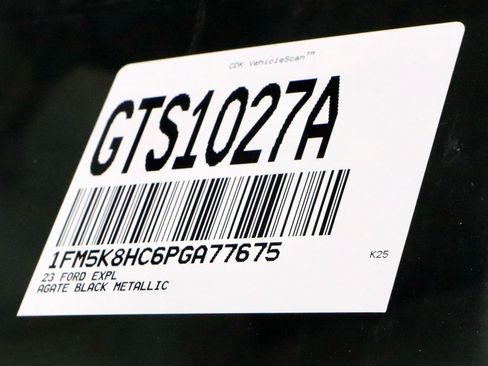 CDK VehicleScan™
GTS1027A
1FM5K8HC6PGA77675
K25
23 FORD EXPL
AGATE BLACK METALLIC